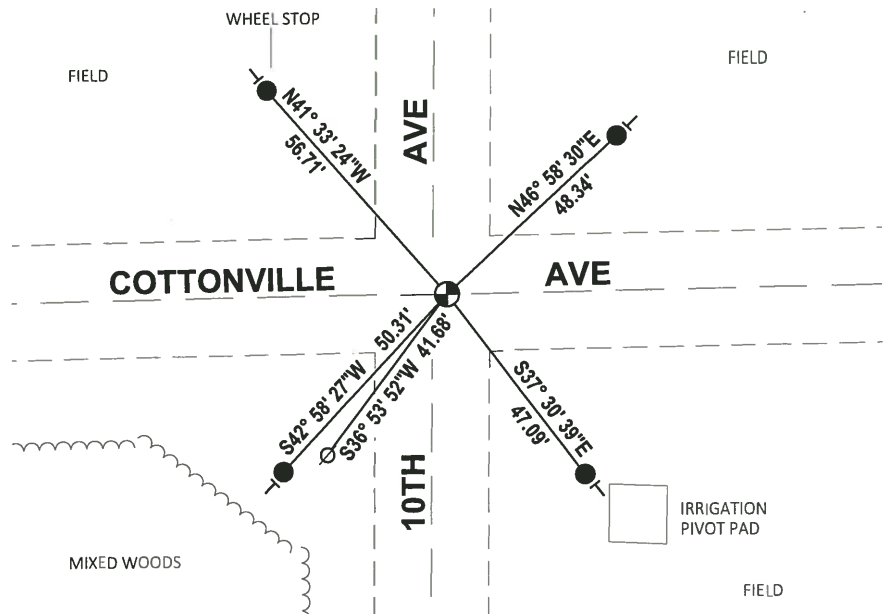 WHEEL STOP
FIELD
FIELD
AVE
N41° 33' 24"W
56.71'
N46° 58' 30"E
48.34'
COTTONVILLE AVE
S42° 58' 27"W 50.31'
S36° 53' 52"W 41.68'
S37° 30' 39"E
47.09'
10TH
IRRIGATION
PIVOT PAD
MIXED WOODS
FIELD